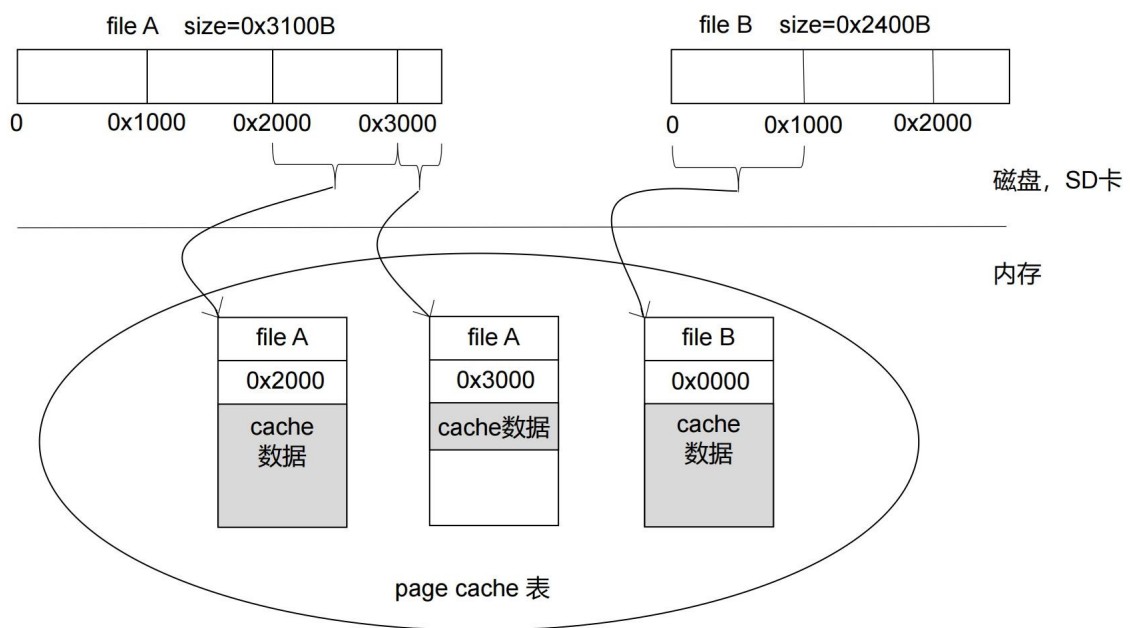 file A size=0x3100B
file B size=0x2400B
0 0x1000 0x2000 0x3000
0 0x1000 0x2000
磁盘，SD卡
内存
file A
0x2000
cache
数据
file A
0x3000
cache数据
file B
0x0000
cache
数据
page cache 表